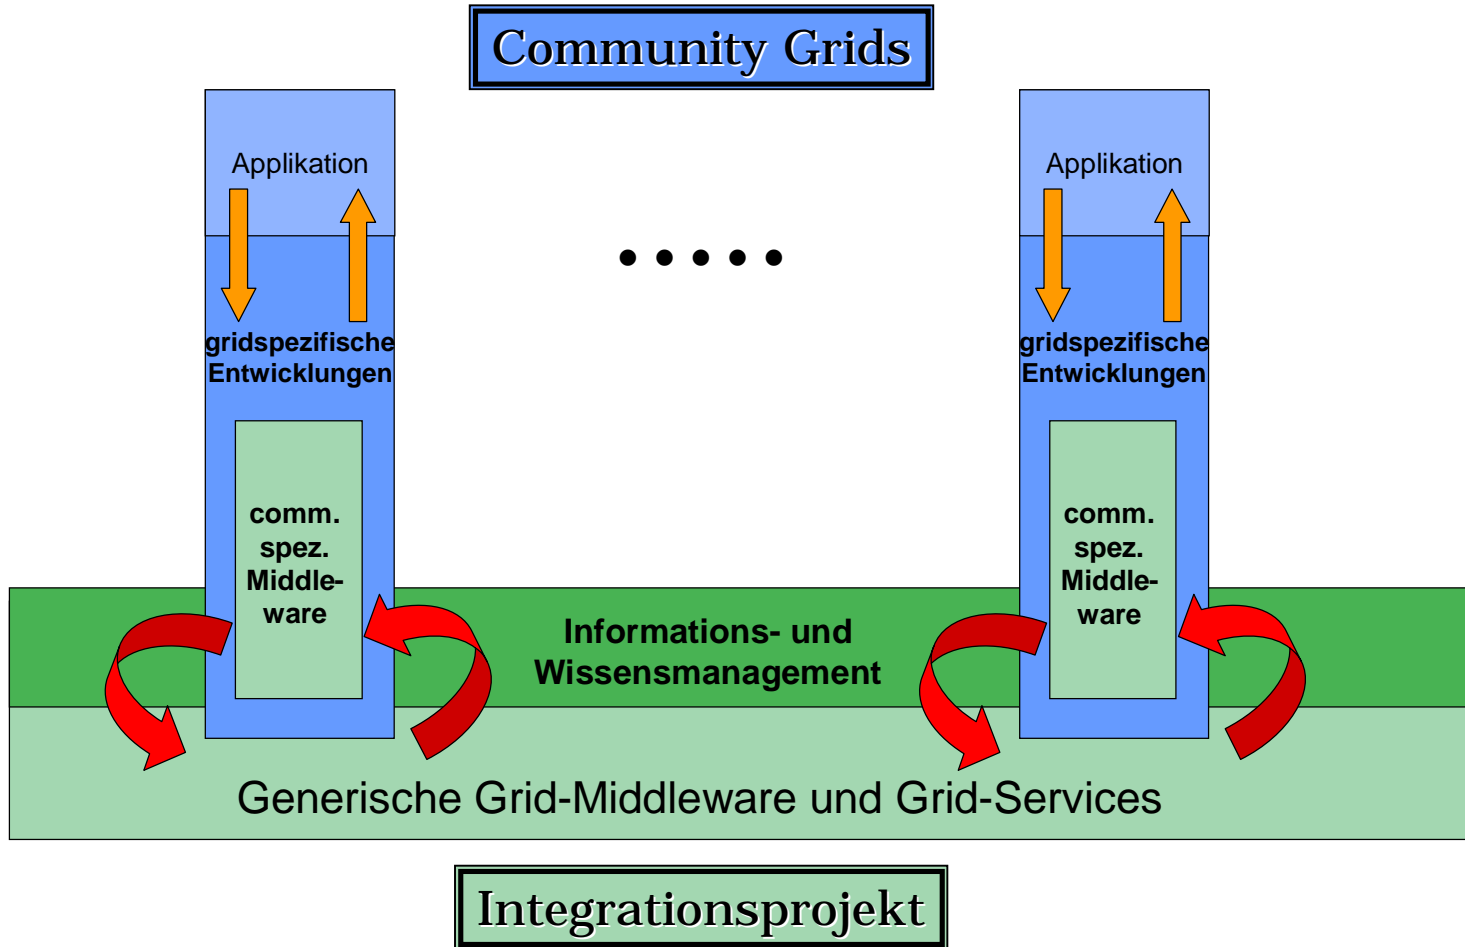 Community Grids
Applikation
Applikation
gridspezifische
Entwicklungen
gridspezifische
Entwicklungen
comm.
spez.
Middle-
ware
comm.
spez.
Middle-
ware
Informations- und
Wissensmanagement
Generische Grid-Middleware und Grid-Services
Integrationsprojekt